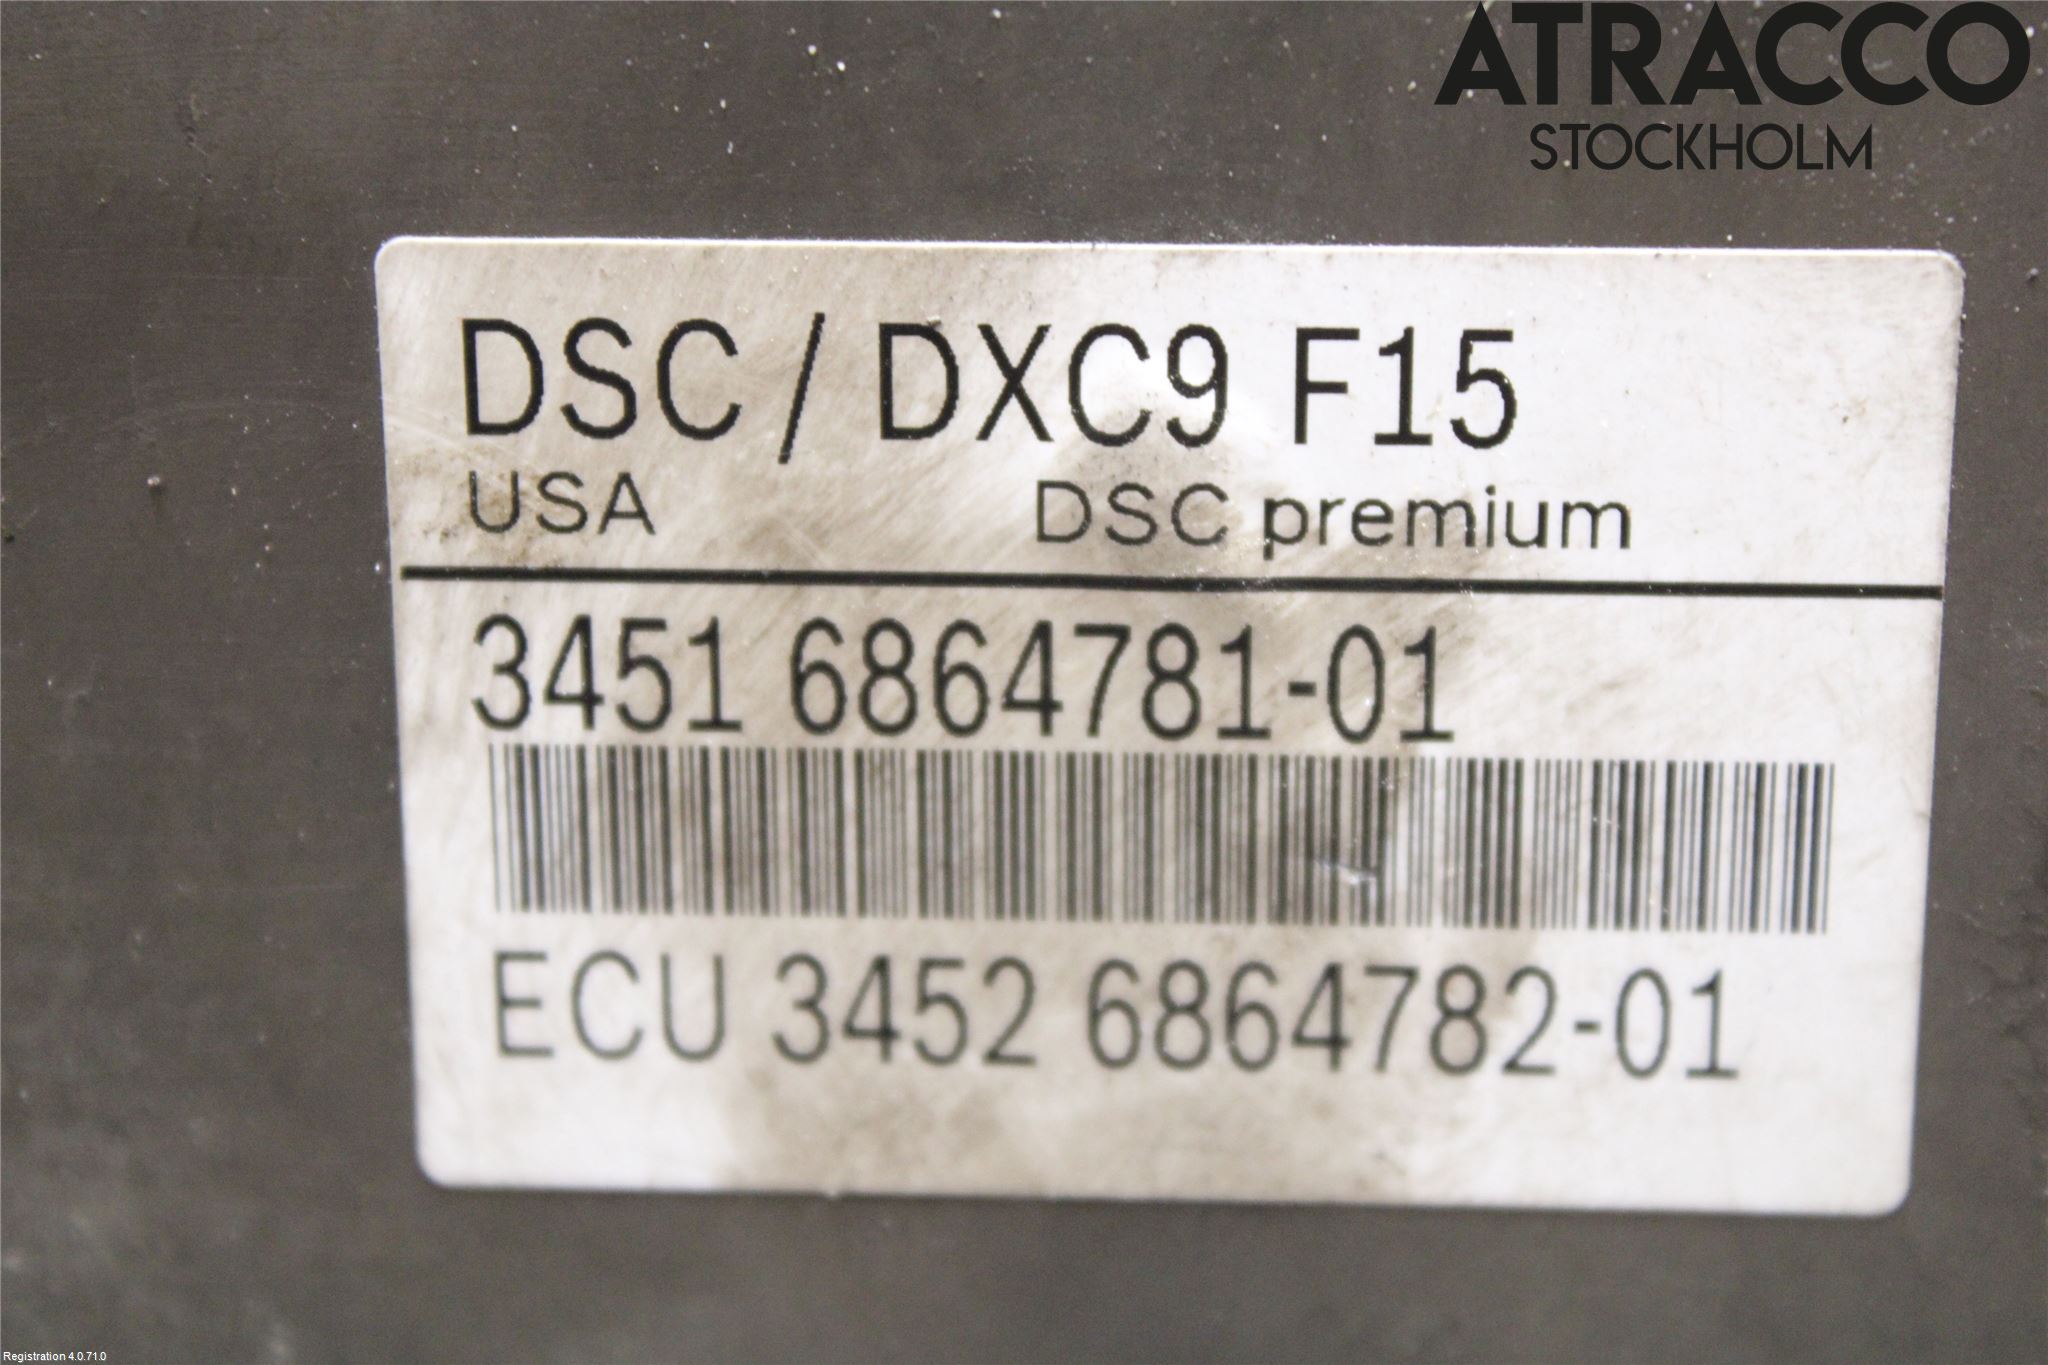 ATRACCO
STOCKHOLM
DSC / DXC9 F15
USA DSC premium
3451 6864781-01
ECU 3452 6864782-01
Registration 4.0.71.0